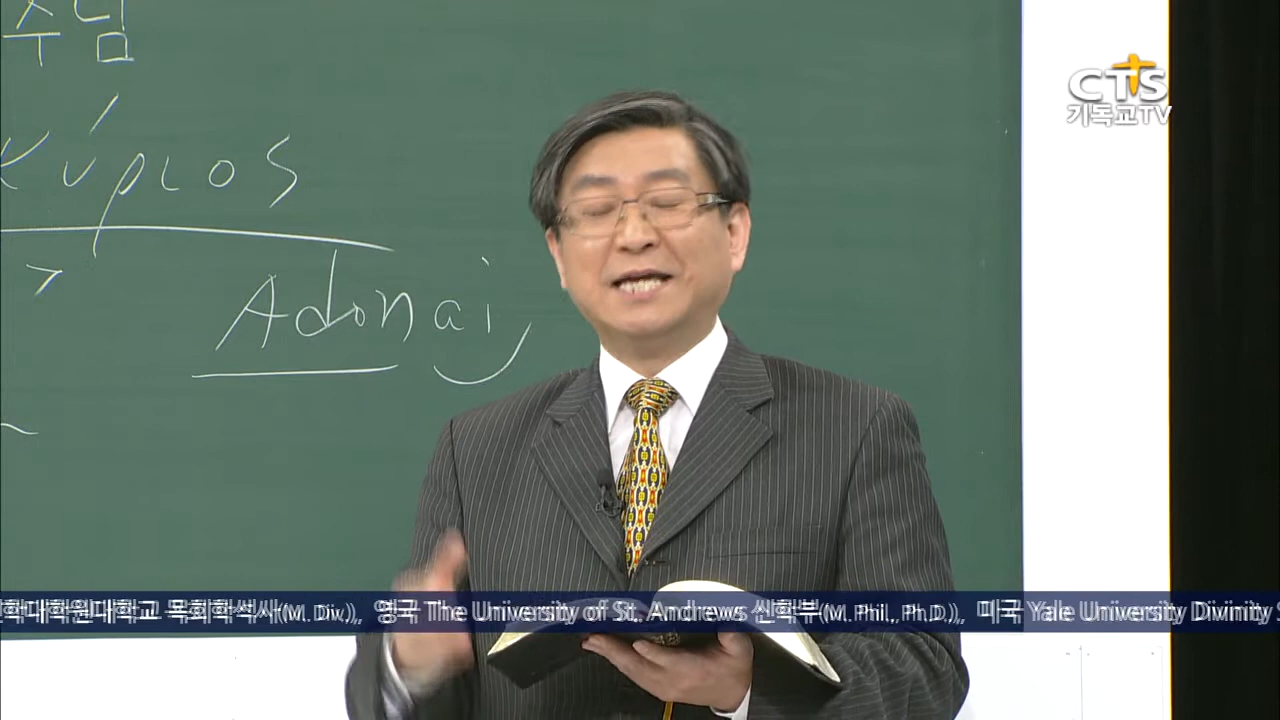 주님
κύριος
Adonai
CTS
기독교TV
신학대학원대학교 목회학석사(M. Div.), 영국 The University of St. Andrews 신학부(M. Phil., Ph.D.), 미국 Yale University Divinity